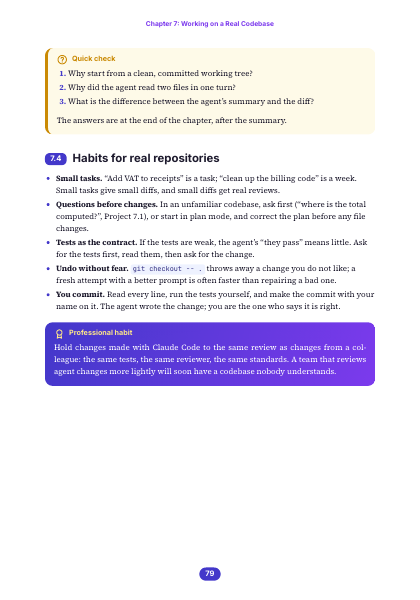 Chapter 7: Working on a Real Codebase
Quick check
1. Why start from a clean, committed working tree?
2. Why did the agent read two files in one turn?
3. What is the difference between the agent's summary and the diff?
The answers are at the end of the chapter, after the summary.
7.4 Habits for real repositories
• Small tasks. “Add VAT to receipts” is a task; “clean up the billing code” is a week.
Small tasks give small diffs, and small diffs get real reviews.
• Questions before changes. In an unfamiliar codebase, ask first (“where is the total
computed?”, Project 7.1), or start in plan mode, and correct the plan before any file
changes.
• Tests as the contract. If the tests are weak, the agent's “they pass” means little. Ask
for the tests first, read them, then ask for the change.
• Undo without fear. git checkout -- . throws away a change you do not like; a
fresh attempt with a better prompt is often faster than repairing a bad one.
• You commit. Read every line, run the tests yourself, and make the commit with your
name on it. The agent wrote the change; you are the one who says it is right.
Professional habit
Hold changes made with Claude Code to the same review as changes from a col-
league: the same tests, the same reviewer, the same standards. A team that reviews
agent changes more lightly will soon have a codebase nobody understands.
79